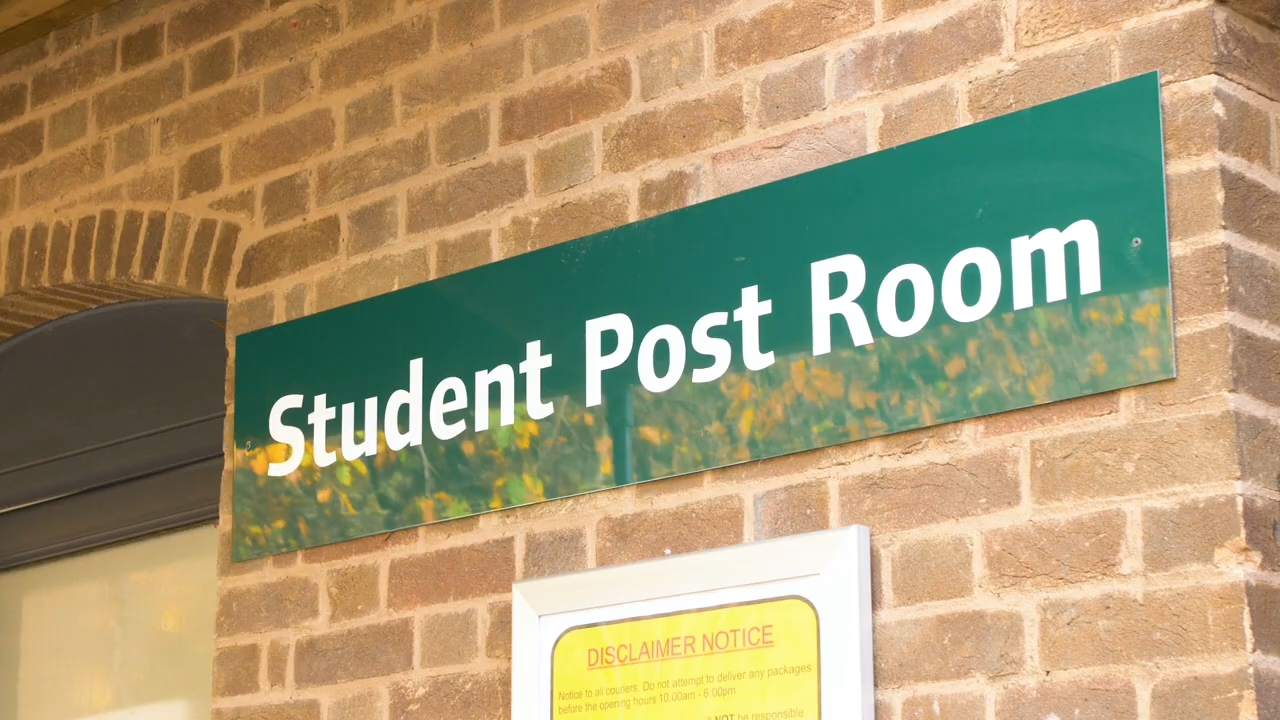 Student Post Room
DISCLAIMER NOTICE
Notice to all couriers. Do not attempt to deliver any packages
before the opening hours 10:00am - 6:00pm
NOT be responsible